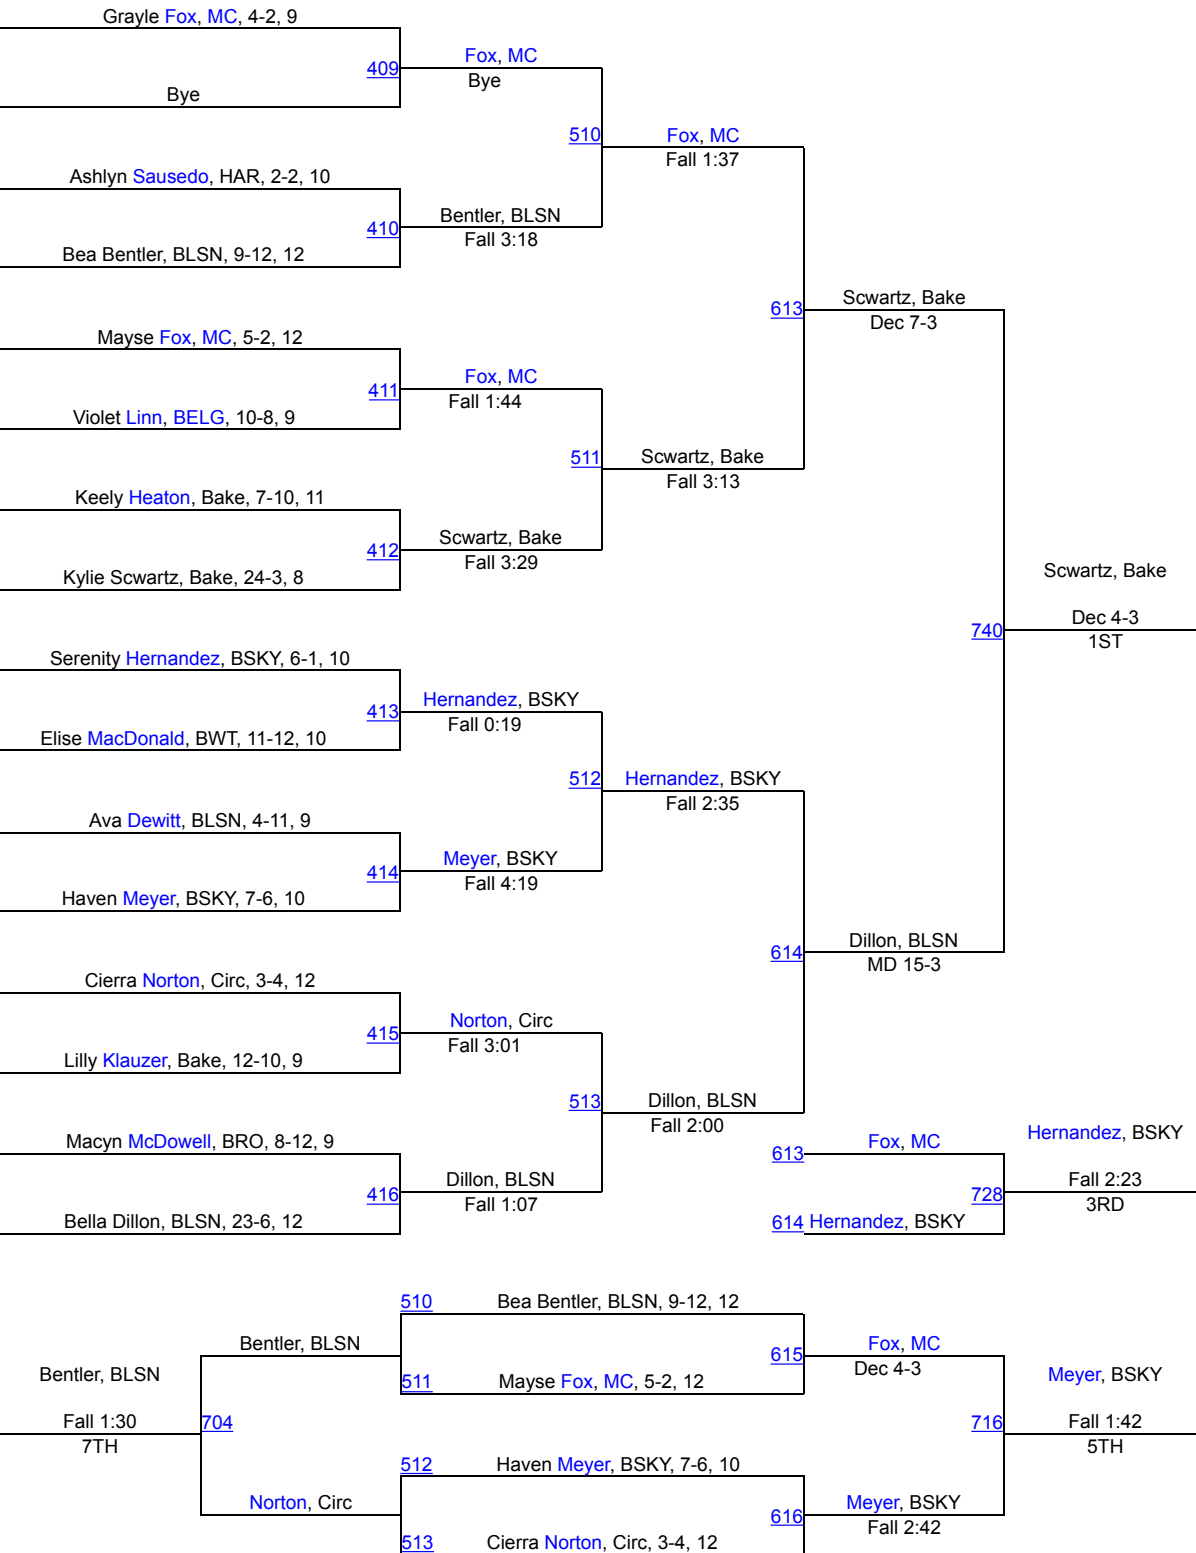 Grayle Fox, MC, 4-2, 9
Fox, MC
409
Bye
Bye
510
Fox, MC
Fall 1:37
Ashlyn Sausedo, HAR, 2-2, 10
Bentler, BLSN
410
Fall 3:18
Bea Bentler, BLSN, 9-12, 12
Scwartz, Bake
613
Dec 7-3
Mayse Fox, MC, 5-2, 12
Fox, MC
411
Fall 1:44
Violet Linn, BELG, 10-8, 9
511
Scwartz, Bake
Fall 3:13
Keely Heaton, Bake, 7-10, 11
Scwartz, Bake
412
Fall 3:29
Kylie Scwartz, Bake, 24-3, 8
Scwartz, Bake
Dec 4-3
740
1ST
Serenity Hernandez, BSKY, 6-1, 10
Hernandez, BSKY
413
Fall 0:19
Elise MacDonald, BWT, 11-12, 10
512
Hernandez, BSKY
Fall 2:35
Ava Dewitt, BLSN, 4-11, 9
Meyer, BSKY
414
Fall 4:19
Haven Meyer, BSKY, 7-6, 10
Dillon, BLSN
614
MD 15-3
Cierra Norton, Circ, 3-4, 12
Norton, Circ
415
Fall 3:01
Lilly Klauzer, Bake, 12-10, 9
513
Dillon, BLSN
Fall 2:00
Macyn McDowell, BRO, 8-12, 9
Dillon, BLSN
416
Fall 1:07
Bella Dillon, BLSN, 23-6, 12
613
Fox, MC
Hernandez, BSKY
Fall 2:23
728
3RD
614
Hernandez, BSKY
510
Bea Bentler, BLSN, 9-12, 12
Bentler, BLSN
615
Fox, MC
Dec 4-3
Bentler, BLSN
511
Mayse Fox, MC, 5-2, 12
Meyer, BSKY
Fall 1:30
704
7TH
716
Fall 1:42
5TH
512
Haven Meyer, BSKY, 7-6, 10
Norton, Circ
616
Meyer, BSKY
Fall 2:42
513
Cierra Norton, Circ, 3-4, 12